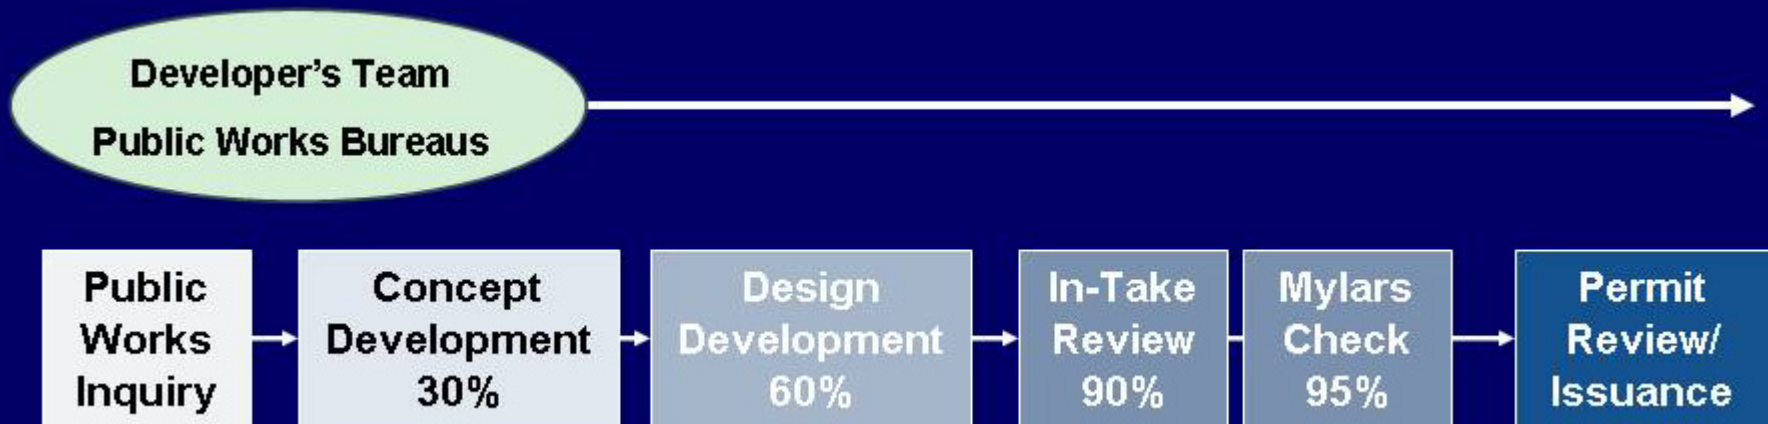 Developer's Team
Public Works Bureaus
Public
Works
Inquiry
Concept
Development
30%
Design
Development
60%
In-Take
Review
90%
Mylars
Check
95%
Permit
Review/
Issuance